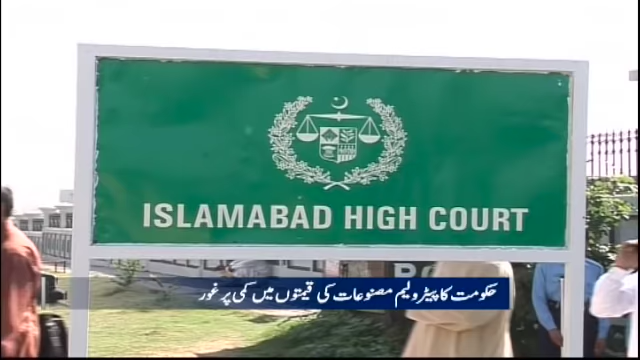 ISLAMABAD HIGH COURT
حکومت کا پیٹرولیم مصنوعات کی قیمتوں میں کمی پر غور